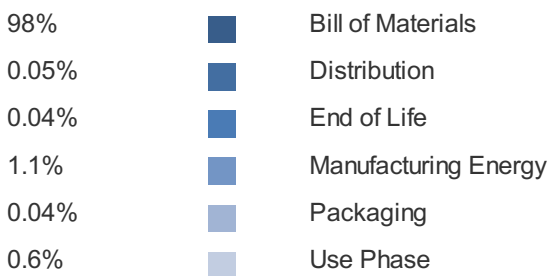 98% Bill of Materials
0.05% Distribution
0.04% End of Life
1.1% Manufacturing Energy
0.04% Packaging
0.6% Use Phase